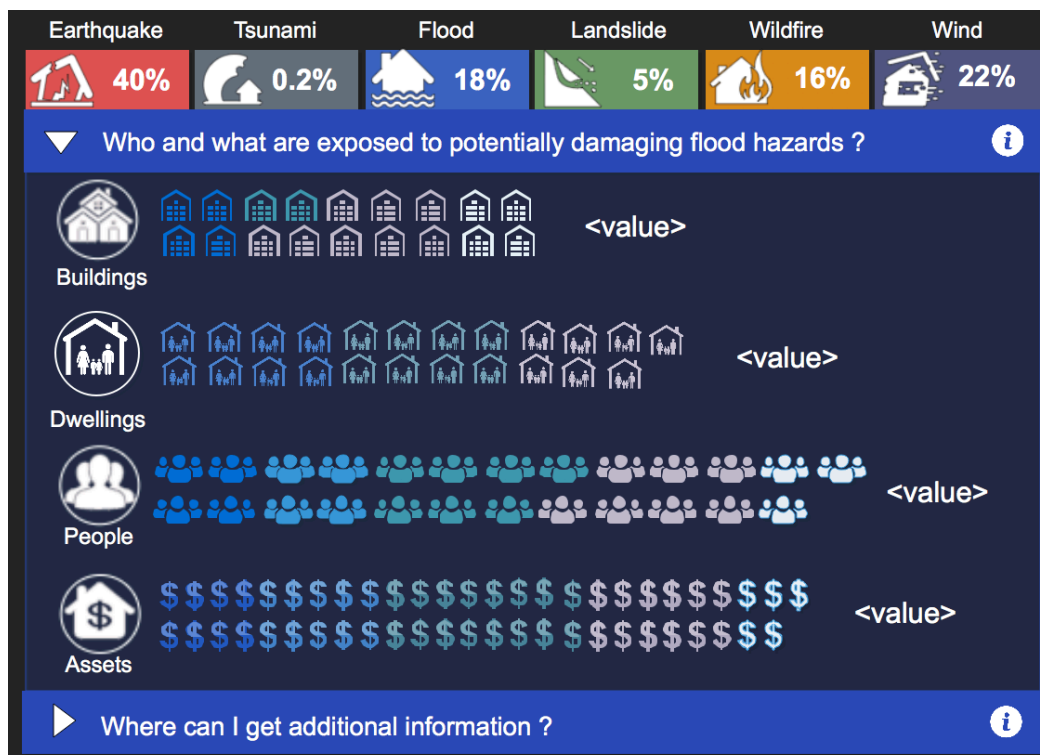 Earthquake Tsunami Flood Landslide Wildfire Wind
40% 0.2% 18% 5% 16% 22%
Who and what are exposed to potentially damaging flood hazards ? i
Buildings <value>
Dwellings <value>
People <value>
Assets <value>
Where can I get additional information ? i